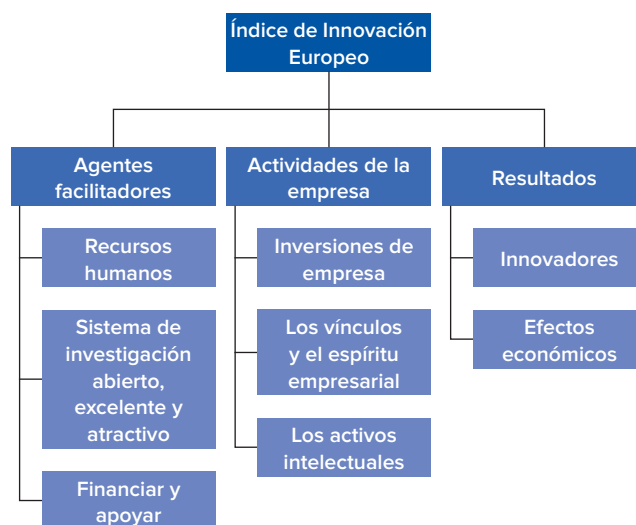 Índice de Innovación
Europeo
Agentes
facilitadores
Actividades de la
empresa
Resultados
Recursos
humanos
Inversiones de
empresa
Innovadores
Sistema de
investigación
abierto,
excelente y
atractivo
Los vínculos
y el espíritu
empresarial
Efectos
económicos
Los activos
intelectuales
Financiar y
apoyar